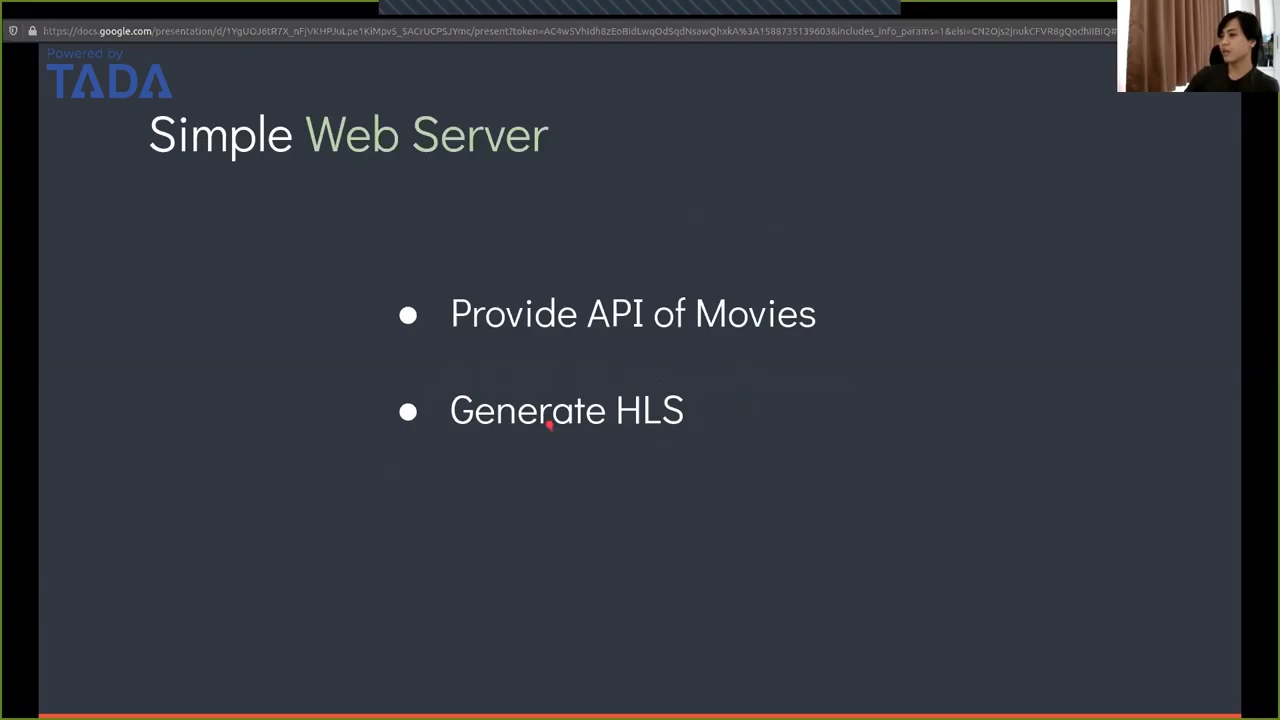 Powered by
TADA
Simple Web Server
● Provide API of Movies
● Generate HLS